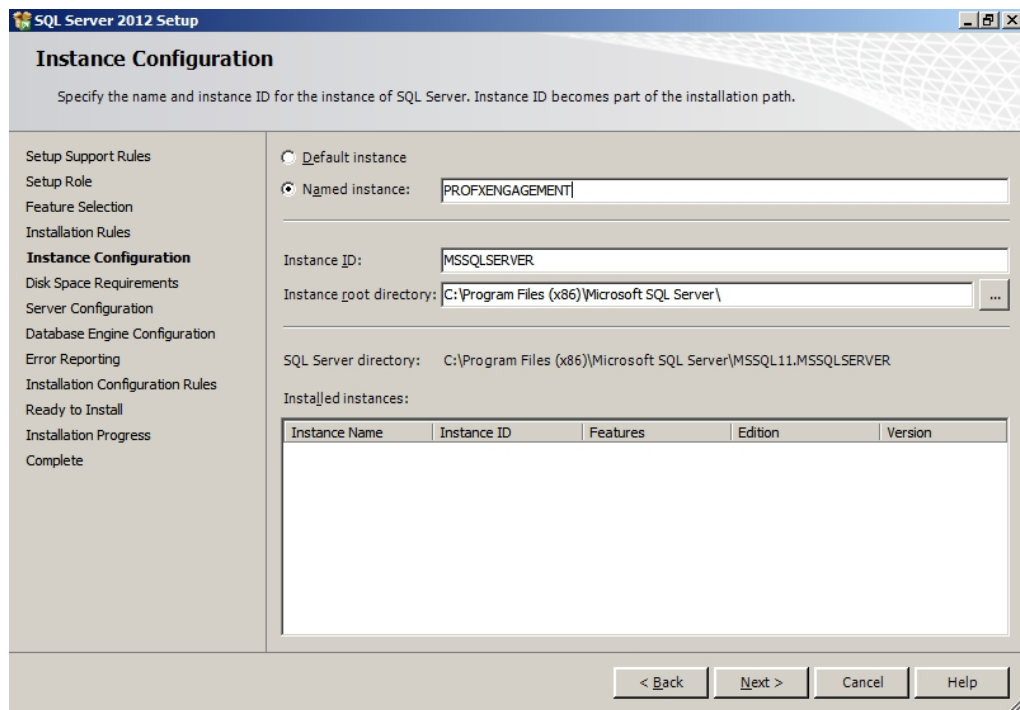 SQL Server 2012 Setup
Instance Configuration
Specify the name and instance ID for the instance of SQL Server. Instance ID becomes part of the installation path.
Setup Support Rules
Setup Role
Feature Selection
Installation Rules
Instance Configuration
Disk Space Requirements
Server Configuration
Database Engine Configuration
Error Reporting
Installation Configuration Rules
Ready to Install
Installation Progress
Complete
Default instance
Named instance: PROFXENGAGEMENT
Instance ID: MSSQLSERVER
Instance root directory: C:\Program Files (x86)\Microsoft SQL Server\ ...
SQL Server directory: C:\Program Files (x86)\Microsoft SQL Server\MSSQL11.MSSQLSERVER
Installed instances:
Instance Name Instance ID Features Edition Version
< Back Next > Cancel Help